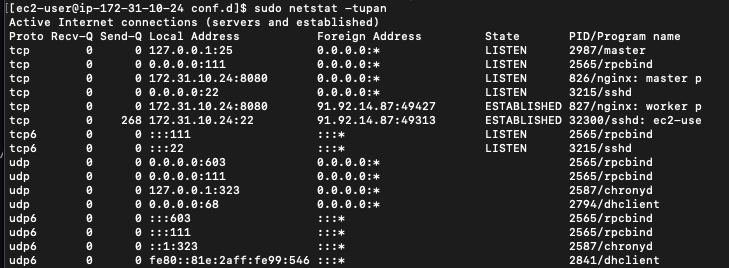 [[ec2-user@ip-172-31-10-24 conf.d]$ sudo netstat -tupan
Active Internet connections (servers and established)
Proto Recv-Q Send-Q Local Address Foreign Address State PID/Program name
tcp 0 0 127.0.0.1:25 0.0.0.0:* LISTEN 2987/master
tcp 0 0 0.0.0.0:111 0.0.0.0:* LISTEN 2565/rpcbind
tcp 0 0 172.31.10.24:8080 0.0.0.0:* LISTEN 826/nginx: master p
tcp 0 0 0.0.0.0:22 0.0.0.0:* LISTEN 3215/sshd
tcp 0 0 172.31.10.24:8080 91.92.14.87:49427 ESTABLISHED 827/nginx: worker p
tcp 0 268 172.31.10.24:22 91.92.14.87:49313 ESTABLISHED 32300/sshd: ec2-use
tcp6 0 0 :::111 :::* LISTEN 2565/rpcbind
tcp6 0 0 :::22 :::* LISTEN 3215/sshd
udp 0 0 0.0.0.0:603 0.0.0.0:* 2565/rpcbind
udp 0 0 0.0.0.0:111 0.0.0.0:* 2565/rpcbind
udp 0 0 127.0.0.1:323 0.0.0.0:* 2587/chronyd
udp 0 0 0.0.0.0:68 0.0.0.0:* 2794/dhclient
udp6 0 0 :::603 :::* 2565/rpcbind
udp6 0 0 :::111 :::* 2565/rpcbind
udp6 0 0 ::1:323 :::* 2587/chronyd
udp6 0 0 fe80::81e:2aff:fe99:546 :::* 2841/dhclient